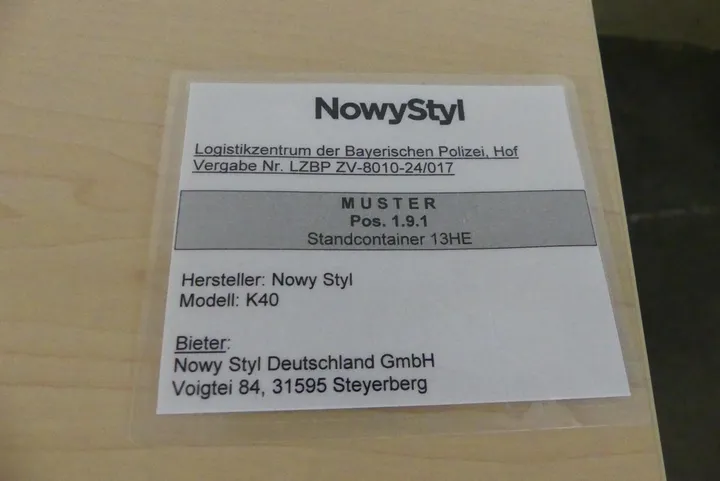 NowyStyl
Logistikzentrum der Bayerischen Polizei, Hof
Vergabe Nr. LZBP ZV-8010-24/017
MUSTER
Pos. 1.9.1
Standcontainer 13HE
Hersteller: Nowy Styl
Modell: K40
Bieter:
Nowy Styl Deutschland GmbH
Voigtei 84, 31595 Steyerberg